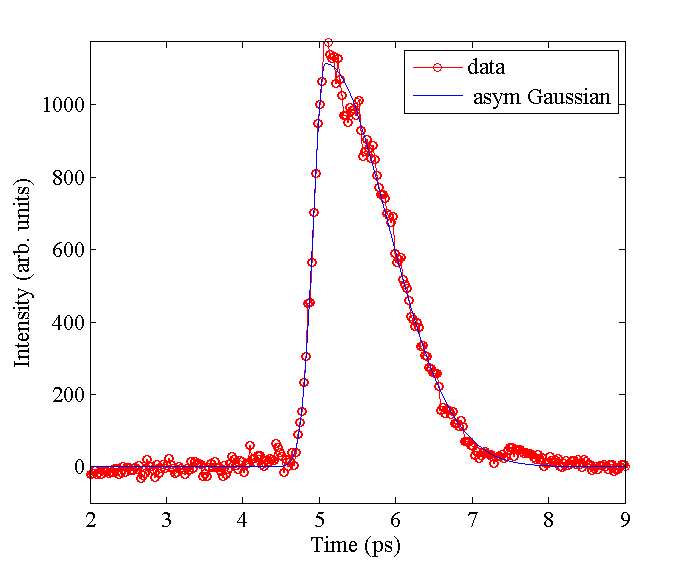 data
asym Gaussian
Intensity (arb. units)
1000
800
600
400
200
0
2 3 4 5 6 7 8 9
Time (ps)